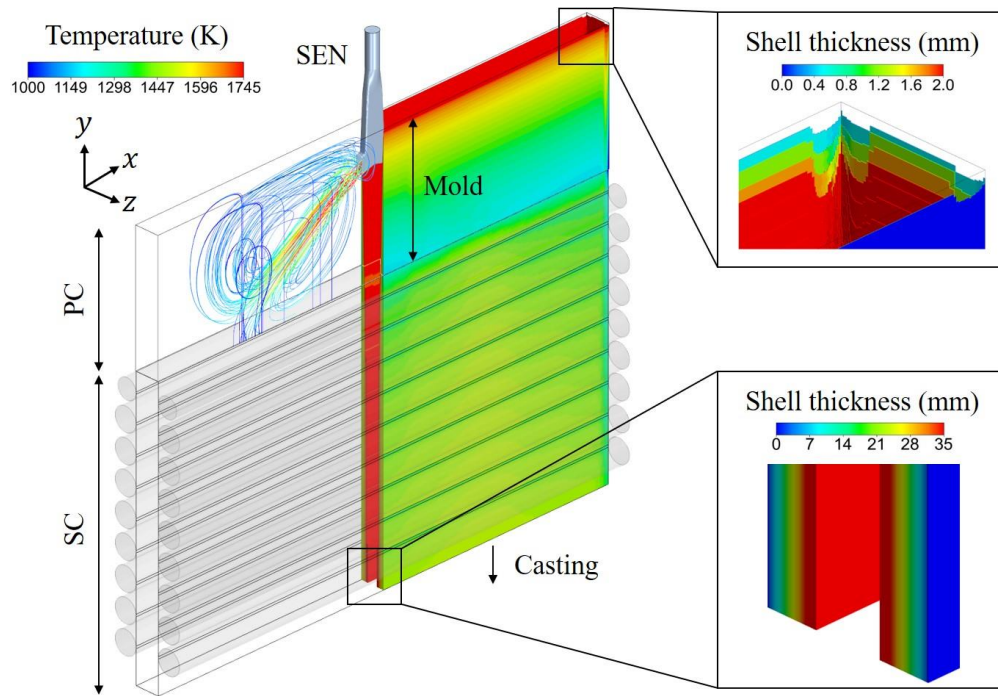 Temperature (K)
1000 1149 1298 1447 1596 1745
SEN
y
x
z
Mold
PC
SC
Casting
Shell thickness (mm)
0.0 0.4 0.8 1.2 1.6 2.0
Shell thickness (mm)
0 7 14 21 28 35